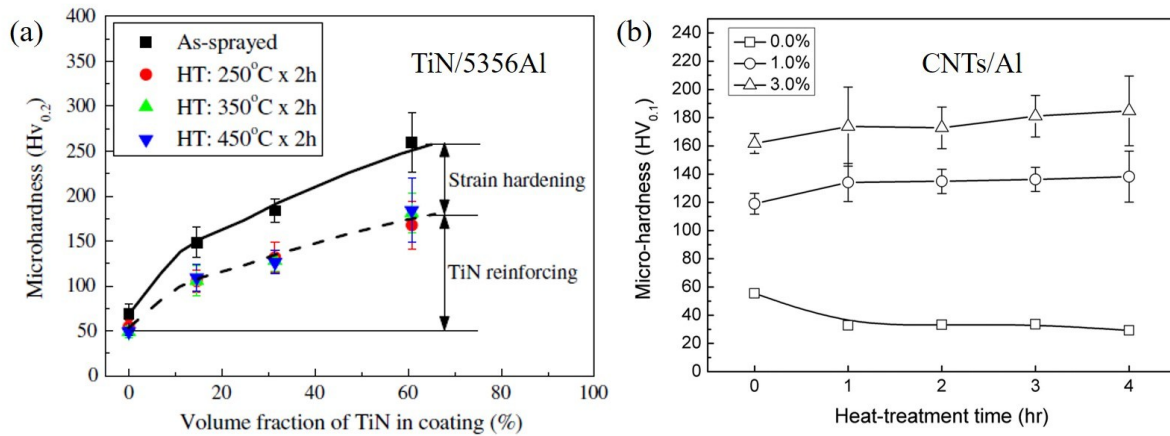 (a)
400
350
300
250
200
150
100
50
0
Microhardness (Hv0.2)
As-sprayed
HT: 250°C x 2h
HT: 350°C x 2h
HT: 450°C x 2h
TiN/5356Al
Strain hardening
TiN reinforcing
0 20 40 60 80 100
Volume fraction of TiN in coating (%)
(b)
240
220
200
180
160
140
120
100
80
60
40
20
0
Micro-hardness (HV0.1)
0.0%
1.0%
3.0%
CNTs/Al
0 1 2 3 4
Heat-treatment time (hr)